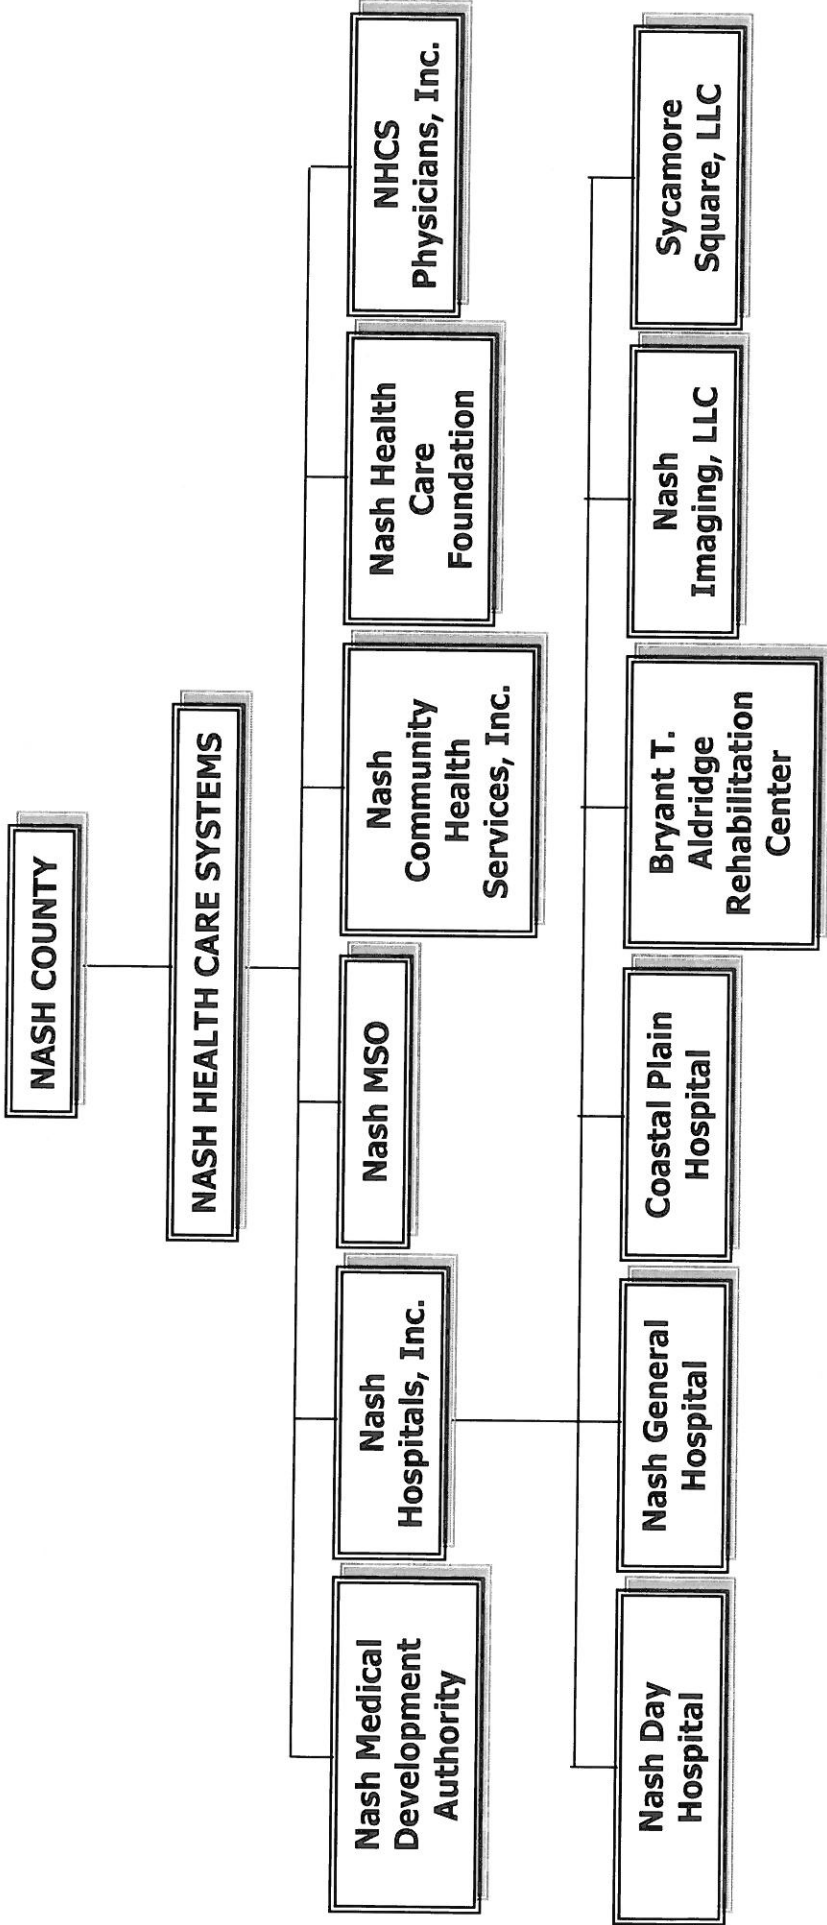 NASH COUNTY
NASH HEALTH CARE SYSTEMS
Nash Medical
Development
Authority
Nash
Hospitals, Inc.
Nash MSO
Nash
Community
Health
Services, Inc.
Nash Health
Care
Foundation
NHCS
Physicians, Inc.
Nash Day
Hospital
Nash General
Hospital
Coastal Plain
Hospital
Bryant T.
Aldridge
Rehabilitation
Center
Nash
Imaging, LLC
Sycamore
Square, LLC